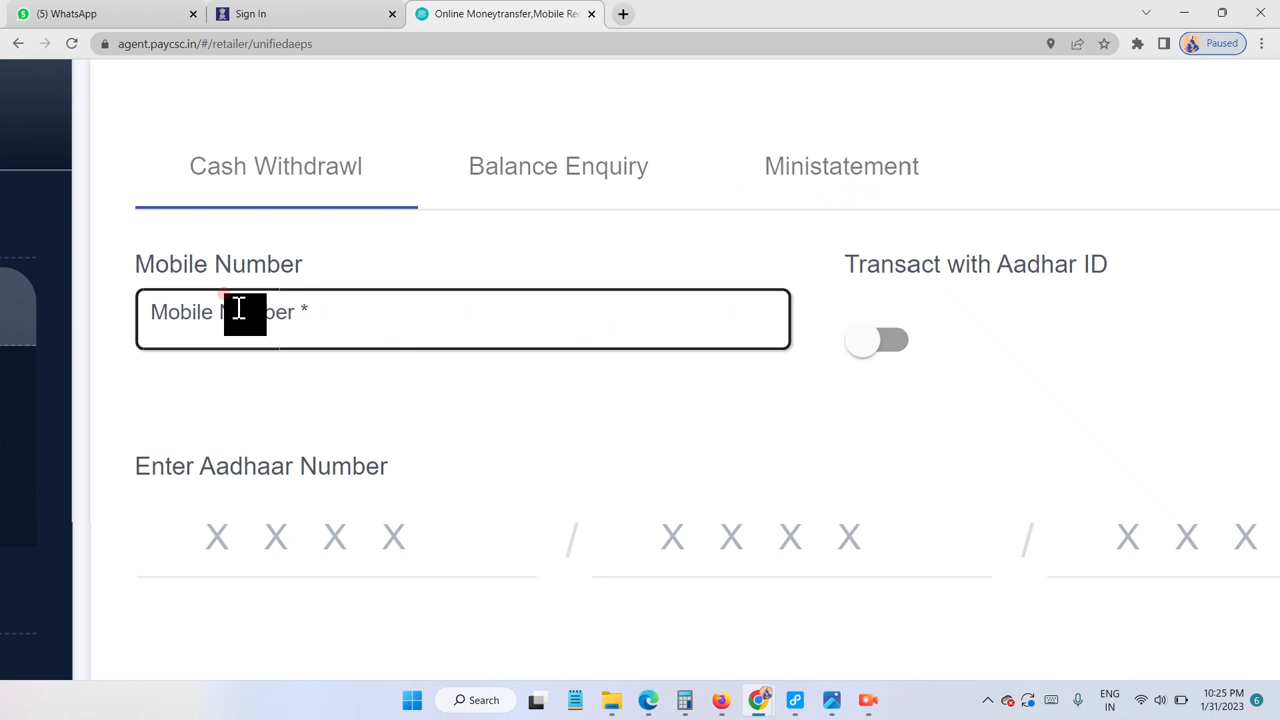 (5) WhatsApp
Sign In
Online Moneytransfer,Mobile Re
agent.paycsc.in/#/retailer/unifiedaeps
Paused
Cash Withdrawl
Balance Enquiry
Ministatement
Mobile Number
Transact with Aadhar ID
Mobile Number *
Enter Aadhaar Number
X X X X / X X X X / X X X
Search
ENG
IN
10:25 PM
1/31/2023
6